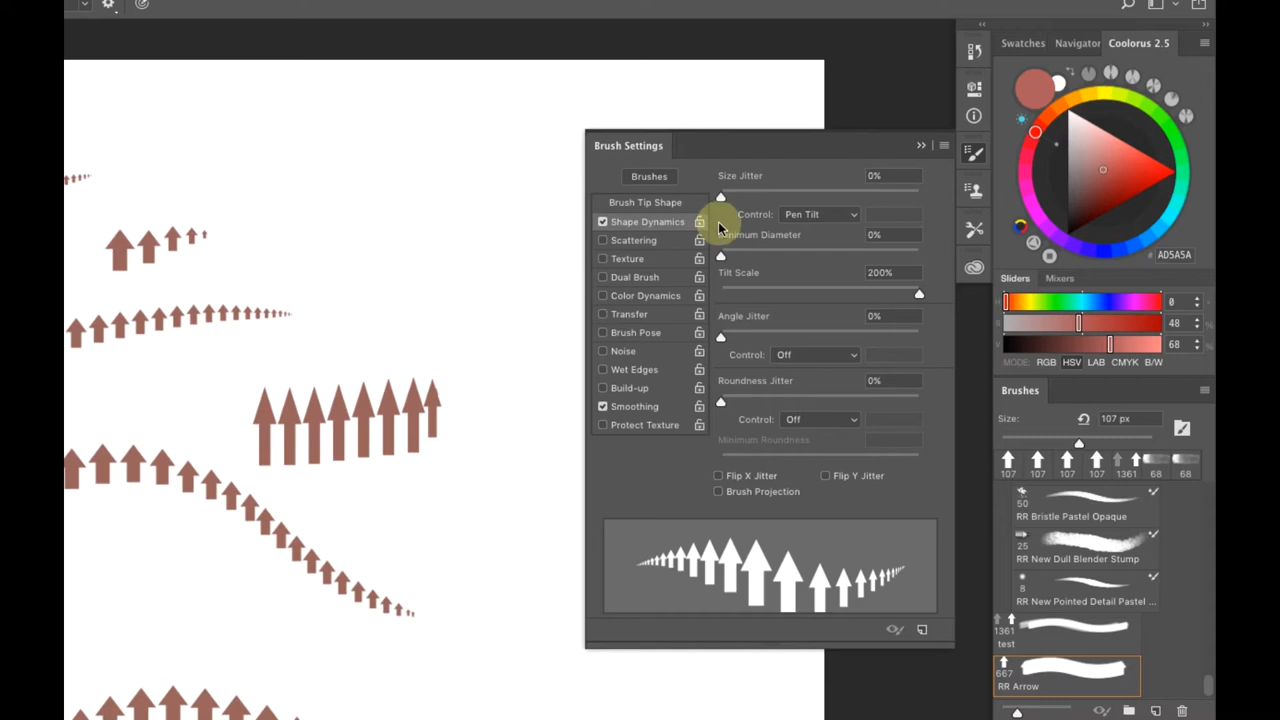 Swatches Navigator Coolorus 2.5
# AD5A5A
Sliders Mixers
H 0
S 48 %
V 68 %
MODE: RGB HSV LAB CMYK B/W
Brushes
Size: 107 px
107 107 107 107 1361 68 68
50
RR Bristle Pastel Opaque
25
RR New Dull Blender Stump
8
RR New Pointed Detail Pastel ...
1361
test
667
RR Arrow
Brush Settings
Brushes
Brush Tip Shape
Shape Dynamics
Scattering
Texture
Dual Brush
Color Dynamics
Transfer
Brush Pose
Noise
Wet Edges
Build-up
Smoothing
Protect Texture
Size Jitter 0%
Control: Pen Tilt
Minimum Diameter 0%
Tilt Scale 200%
Angle Jitter 0%
Control: Off
Roundness Jitter 0%
Control: Off
Minimum Roundness
Flip X Jitter Flip Y Jitter
Brush Projection